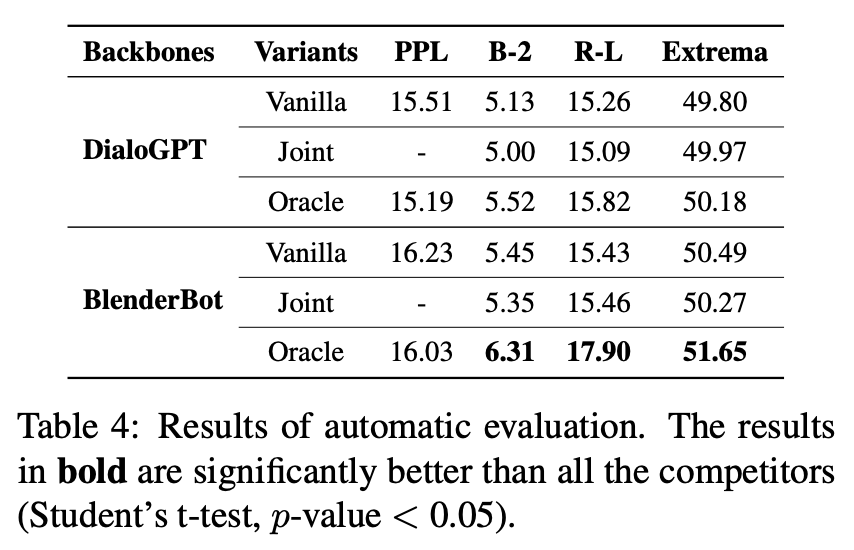 Backbones Variants PPL B-2 R-L Extrema
Vanilla 15.51 5.13 15.26 49.80
DialoGPT Joint - 5.00 15.09 49.97
Oracle 15.19 5.52 15.82 50.18
Vanilla 16.23 5.45 15.43 50.49
BlenderBot Joint - 5.35 15.46 50.27
Oracle 16.03 6.31 17.90 51.65
Table 4: Results of automatic evaluation. The results
in bold are significantly better than all the competitors
(Student's t-test, p-value < 0.05).